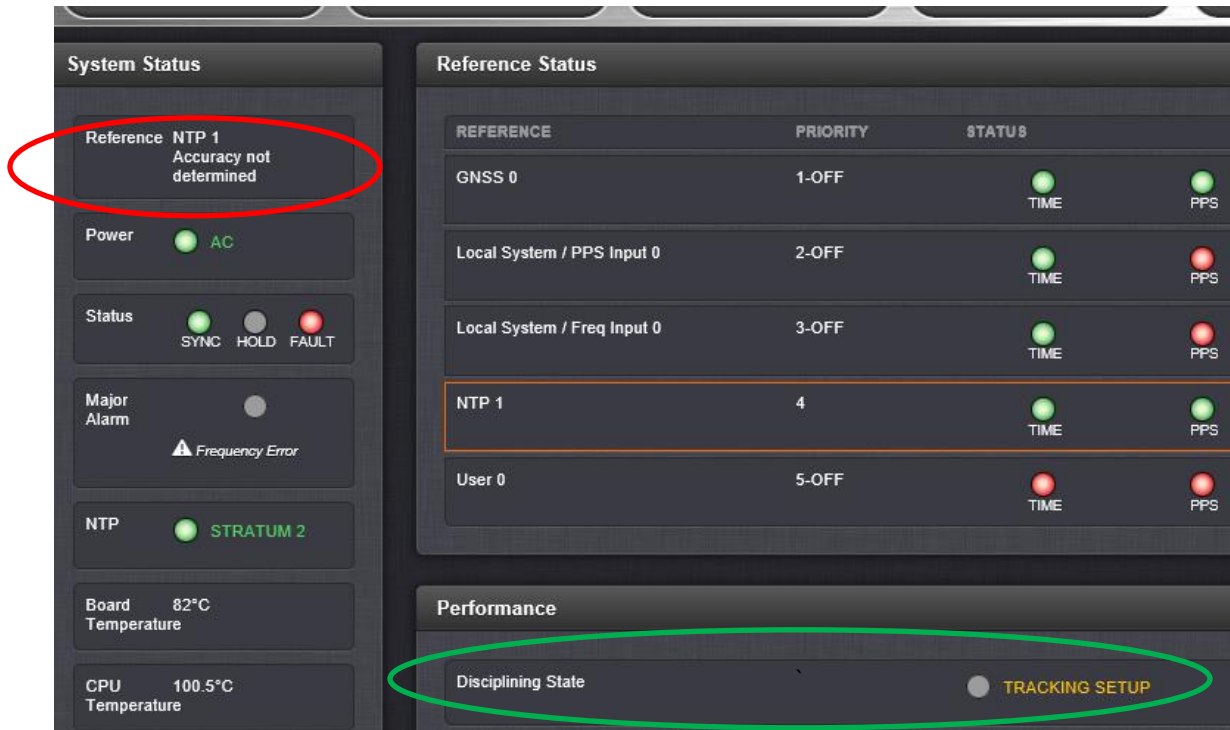 System Status
Reference NTP 1
Accuracy not
determined
Power AC
Status
SYNC HOLD FAULT
Major
Alarm
Frequency Error
NTP STRATUM 2
Board 82°C
Temperature
CPU 100.5°C
Temperature
Reference Status
REFERENCE PRIORITY STATUS
GNSS 0 1-OFF
TIME PPS
Local System / PPS Input 0 2-OFF
TIME PPS
Local System / Freq Input 0 3-OFF
TIME PPS
NTP 1 4
TIME PPS
User 0 5-OFF
TIME PPS
Performance
Disciplining State ` TRACKING SETUP